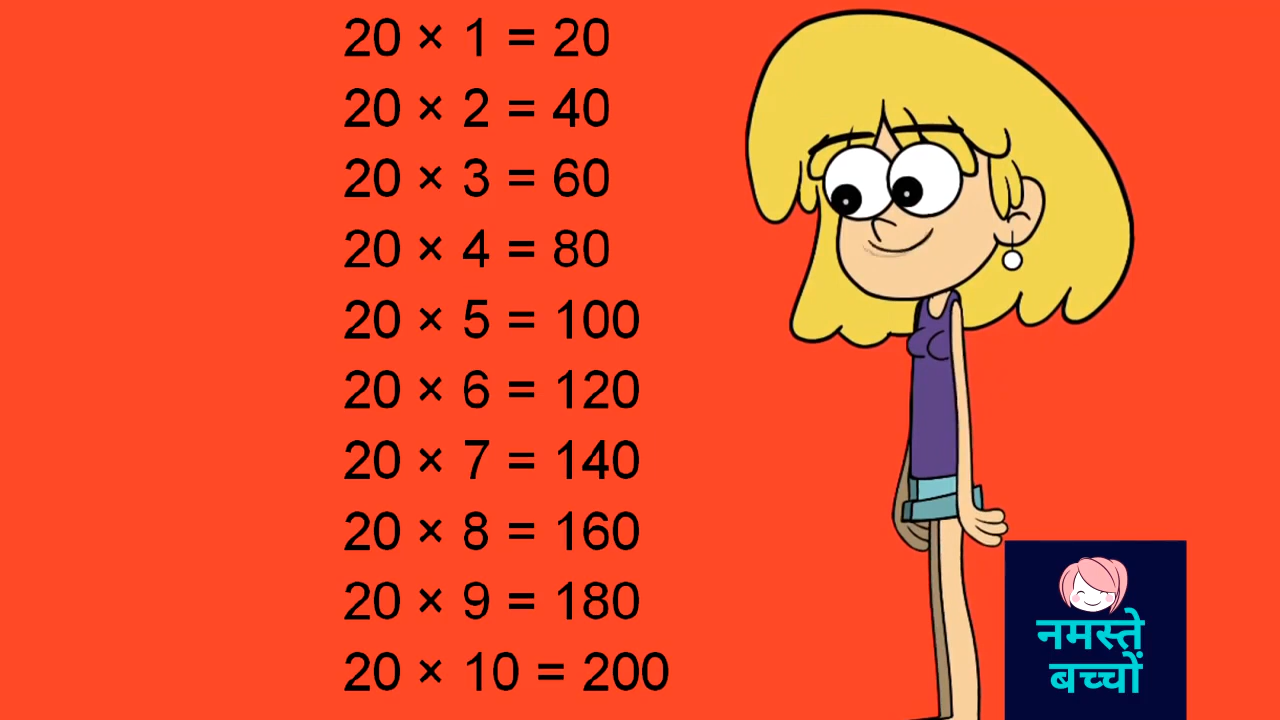 20 × 1 = 20
20 × 2 = 40
20 × 3 = 60
20 × 4 = 80
20 × 5 = 100
20 × 6 = 120
20 × 7 = 140
20 × 8 = 160
20 × 9 = 180
20 × 10 = 200
नमस्ते
बच्चों